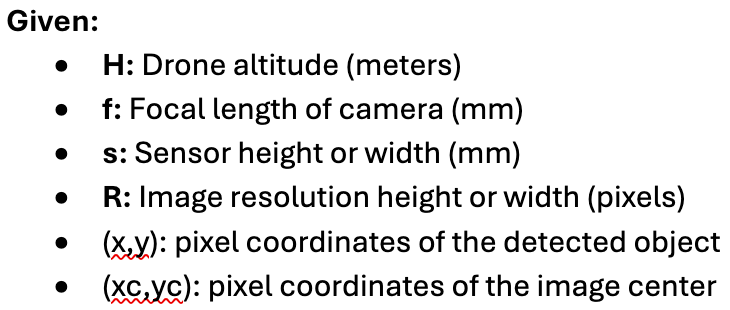 Given:
• H: Drone altitude (meters)
• f: Focal length of camera (mm)
• s: Sensor height or width (mm)
• R: Image resolution height or width (pixels)
• (x,y): pixel coordinates of the detected object
• (xc,yc): pixel coordinates of the image center